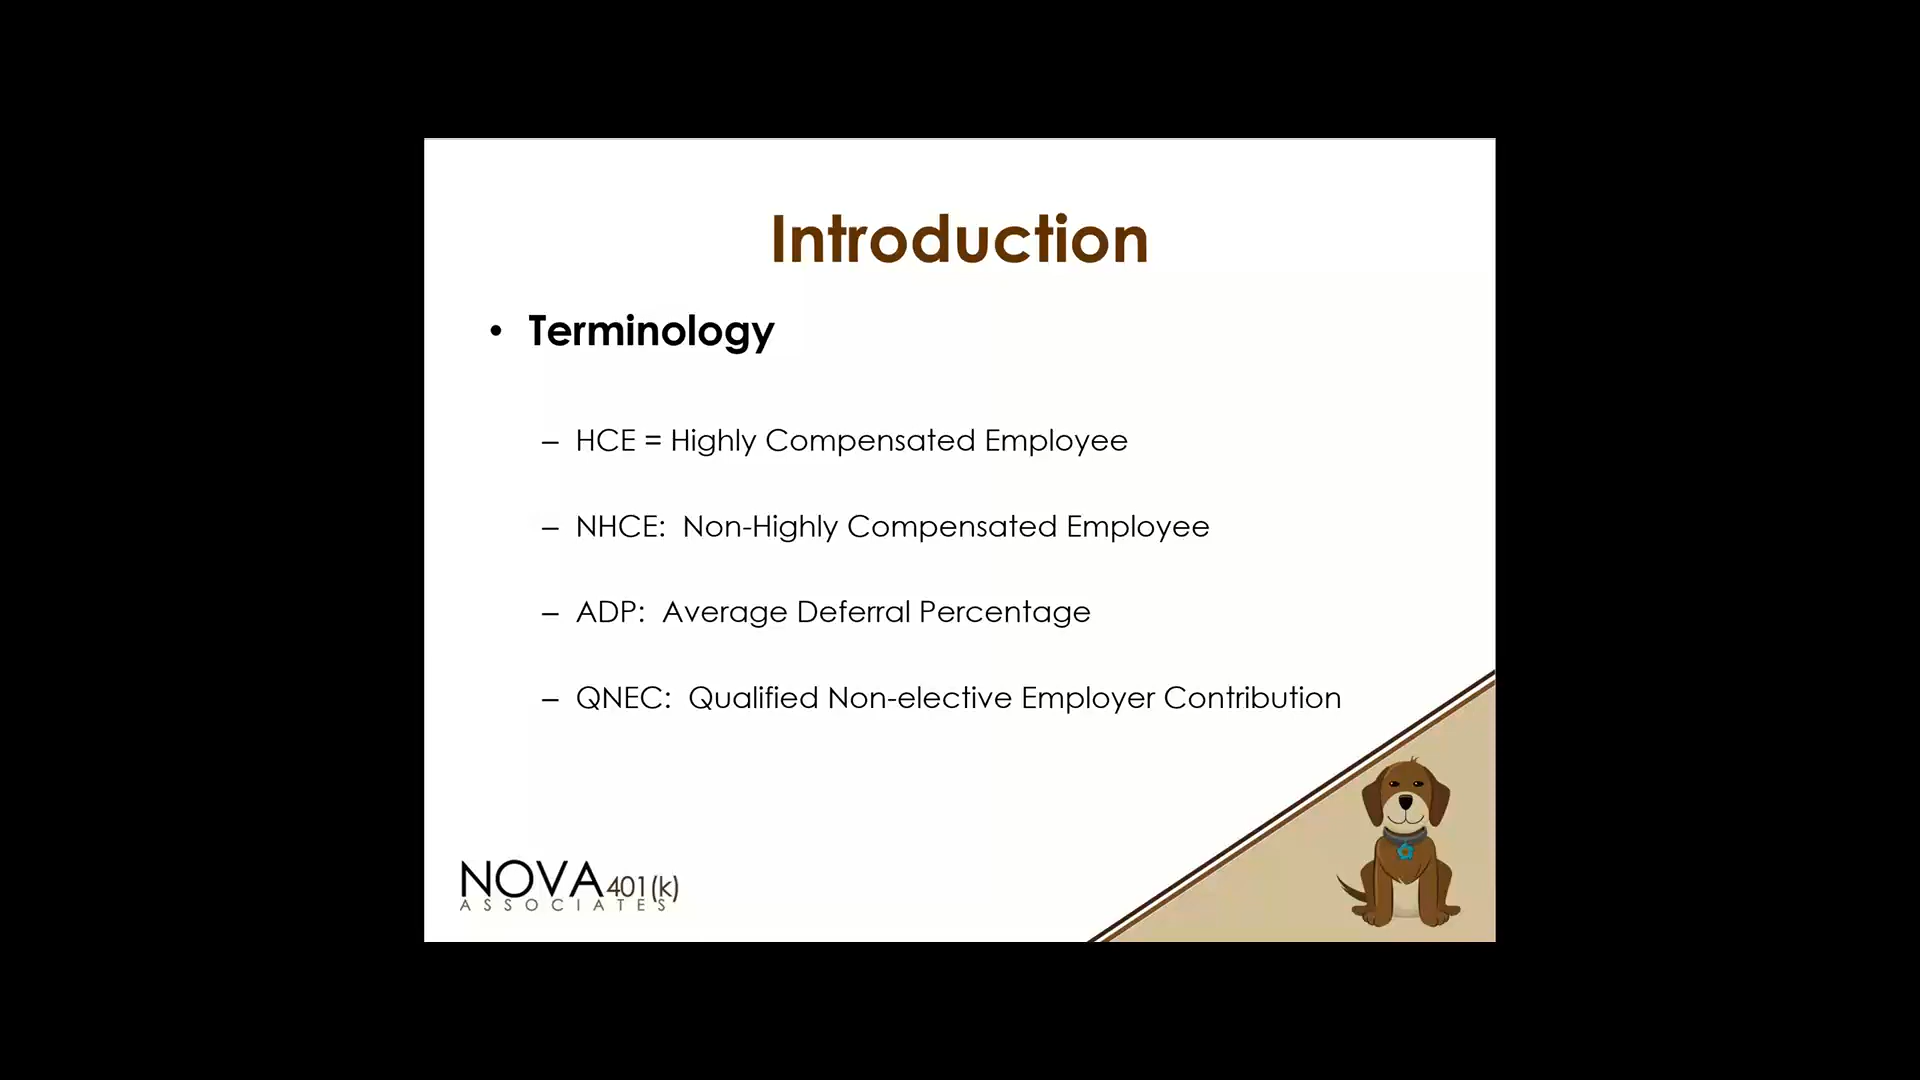 Introduction
• Terminology
– HCE = Highly Compensated Employee
– NHCE:  Non-Highly Compensated Employee
– ADP:  Average Deferral Percentage
– QNEC:  Qualified Non-elective Employer Contribution
NOVA 401(k)
ASSOCIATES